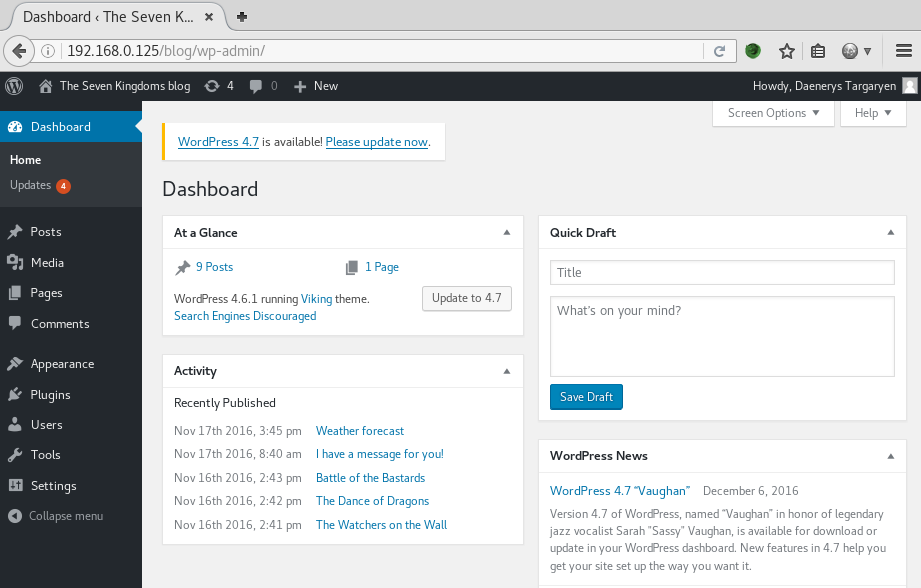 Dashboard ‹ The Seven K...
192.168.0.125/blog/wp-admin/
The Seven Kingdoms blog 4 0 New Howdy, Daenerys Targaryen
Screen Options Help
Dashboard
Home
Updates 4
Posts
Media
Pages
Comments
Appearance
Plugins
Users
Tools
Settings
Collapse menu
WordPress 4.7 is available! Please update now.
Dashboard
At a Glance
9 Posts 1 Page
WordPress 4.6.1 running Viking theme. Update to 4.7
Search Engines Discouraged
Activity
Recently Published
Nov 17th 2016, 3:45 pm Weather forecast
Nov 17th 2016, 8:40 am I have a message for you!
Nov 16th 2016, 2:43 pm Battle of the Bastards
Nov 16th 2016, 2:42 pm The Dance of Dragons
Nov 16th 2016, 2:41 pm The Watchers on the Wall
Quick Draft
Title
What's on your mind?
Save Draft
WordPress News
WordPress 4.7 “Vaughan” December 6, 2016
Version 4.7 of WordPress, named “Vaughan” in honor of legendary
jazz vocalist Sarah "Sassy" Vaughan, is available for download or
update in your WordPress dashboard. New features in 4.7 help you
get your site set up the way you want it.